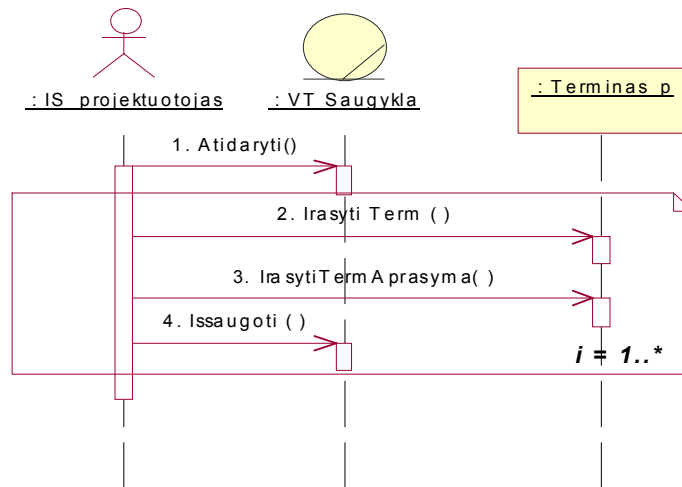 : IS projektuotojas
: VT Saugykla
: Terminas p
1. Atidaryti()
2. Irasyti Term ( )
3. IrasytiTermAprasyma( )
4. Issaugoti ( )
i = 1..*